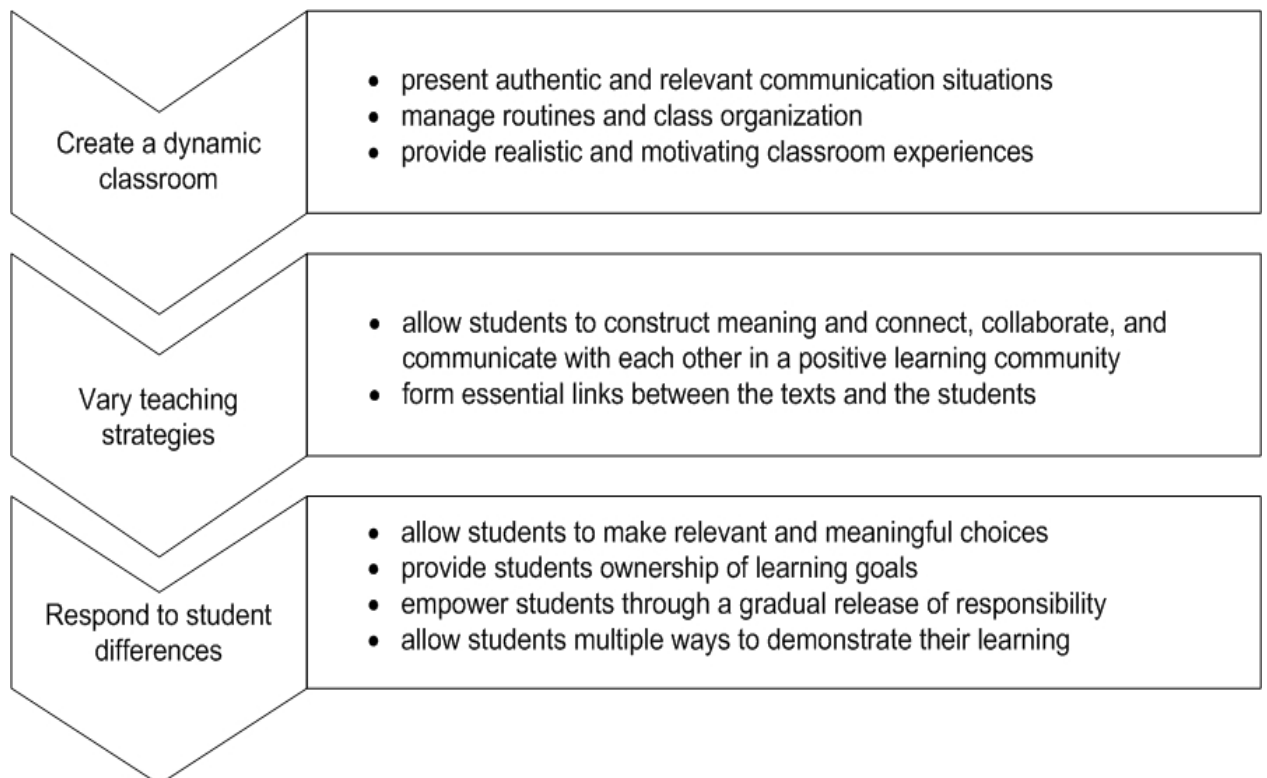 Create a dynamic
classroom
• present authentic and relevant communication situations
• manage routines and class organization
• provide realistic and motivating classroom experiences
Vary teaching
strategies
• allow students to construct meaning and connect, collaborate, and
communicate with each other in a positive learning community
• form essential links between the texts and the students
Respond to student
differences
• allow students to make relevant and meaningful choices
• provide students ownership of learning goals
• empower students through a gradual release of responsibility
• allow students multiple ways to demonstrate their learning